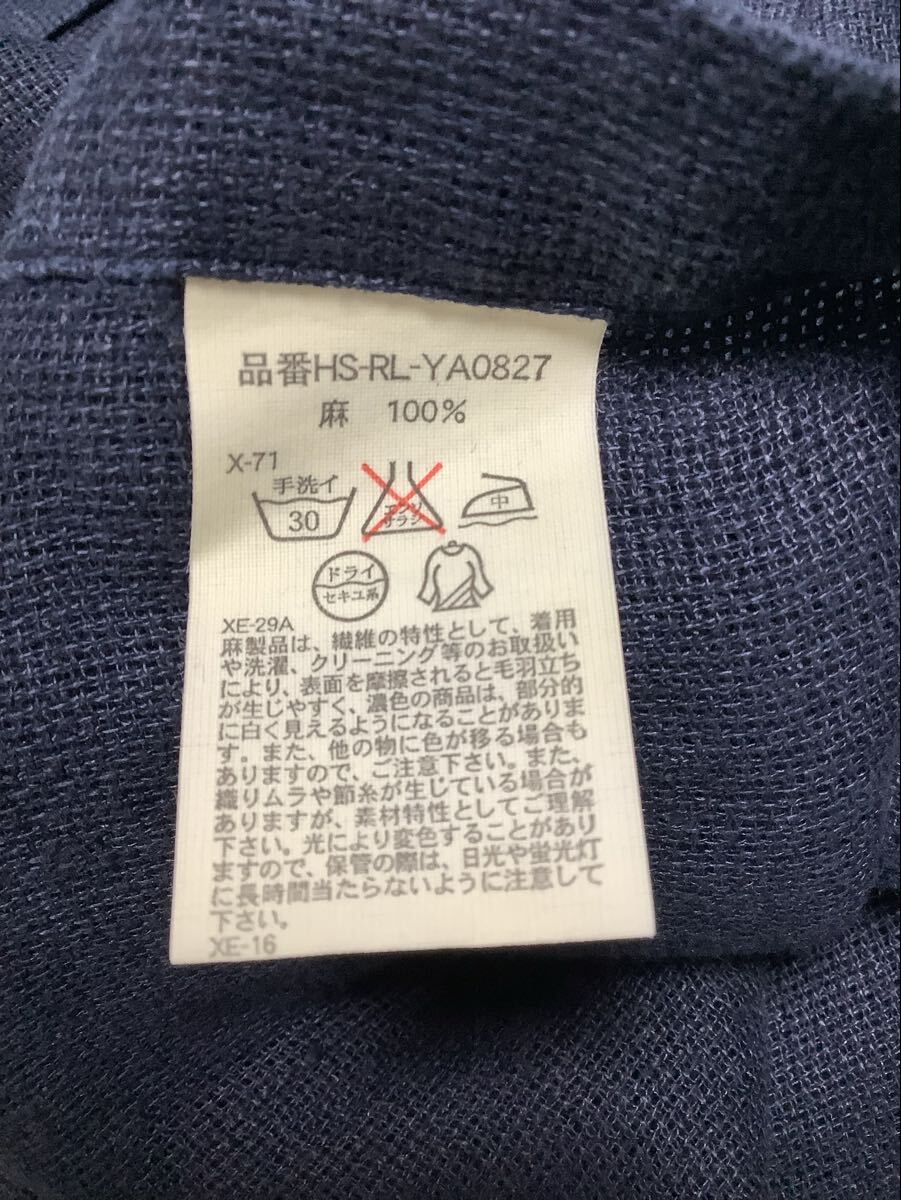 品番HS-RL-YA0827
麻 100%
X-71
手洗イ
30
エンソ
サラシ
中
ドライ
セキユ系
XE-29A
麻製品は、繊維の特性として、着用
や洗濯、クリーニング等のお取扱い
により、表面を摩擦されると毛羽立ち
が生じやすく、濃色の商品は、部分的
に白く見えるようになることがありま
す。また、他の物に色が移る場合も
ありますので、ご注意下さい。また、
織りムラや節糸が生じている場合が
ありますが、素材特性としてご理解
下さい。光により変色することがあり
ますので、保管の際は、日光や蛍光灯
に長時間当たらないように注意して
下さい。
XE-16